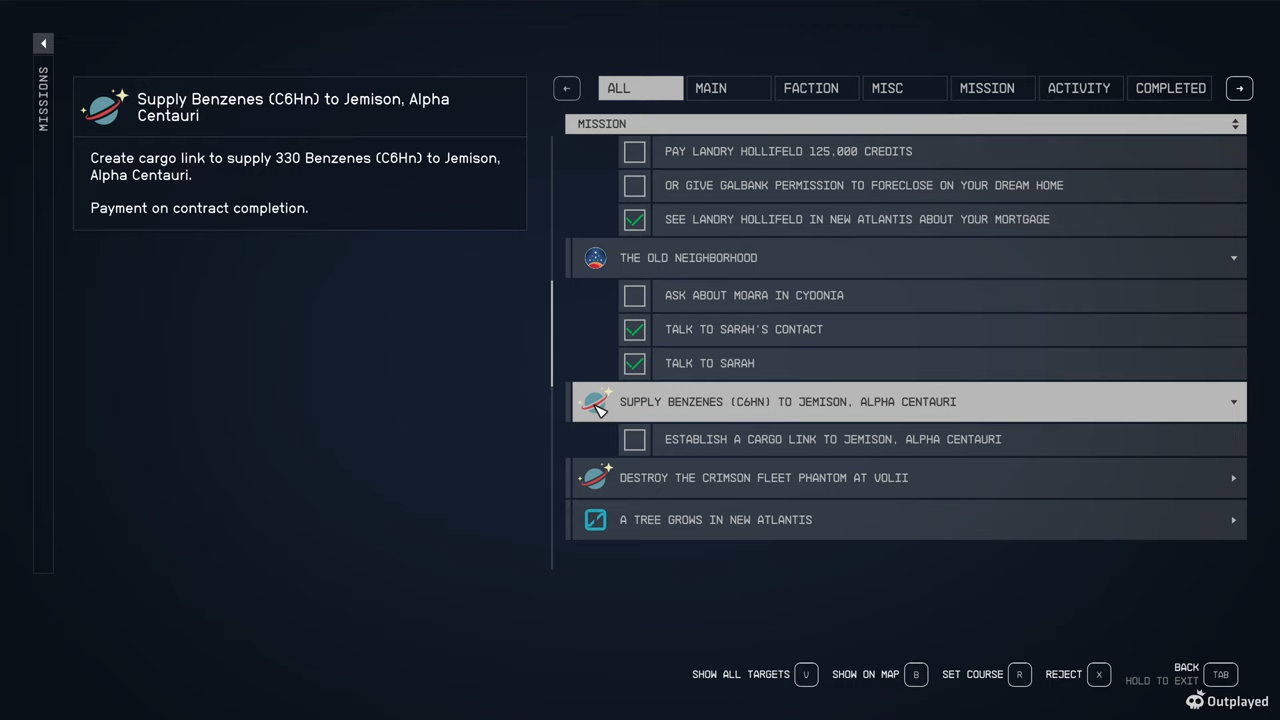 MISSIONS
Supply Benzenes (C6Hn) to Jemison, Alpha
Centauri
Create cargo link to supply 330 Benzenes (C6Hn) to Jemison,
Alpha Centauri.
Payment on contract completion.
ALL
MAIN
FACTION
MISC
MISSION
ACTIVITY
COMPLETED
MISSION
PAY LANDRY HOLLIFELD 125,000 CREDITS
OR GIVE GALBANK PERMISSION TO FORECLOSE ON YOUR DREAM HOME
SEE LANDRY HOLLIFELD IN NEW ATLANTIS ABOUT YOUR MORTGAGE
THE OLD NEIGHBORHOOD
ASK ABOUT MOARA IN CYDONIA
TALK TO SARAH'S CONTACT
TALK TO SARAH
SUPPLY BENZENES (C6HN) TO JEMISON, ALPHA CENTAURI
ESTABLISH A CARGO LINK TO JEMISON, ALPHA CENTAURI
DESTROY THE CRIMSON FLEET PHANTOM AT VOLII
A TREE GROWS IN NEW ATLANTIS
SHOW ALL TARGETS V
SHOW ON MAP B
SET COURSE R
REJECT X
BACK
HOLD TO EXIT TAB
Outplayed